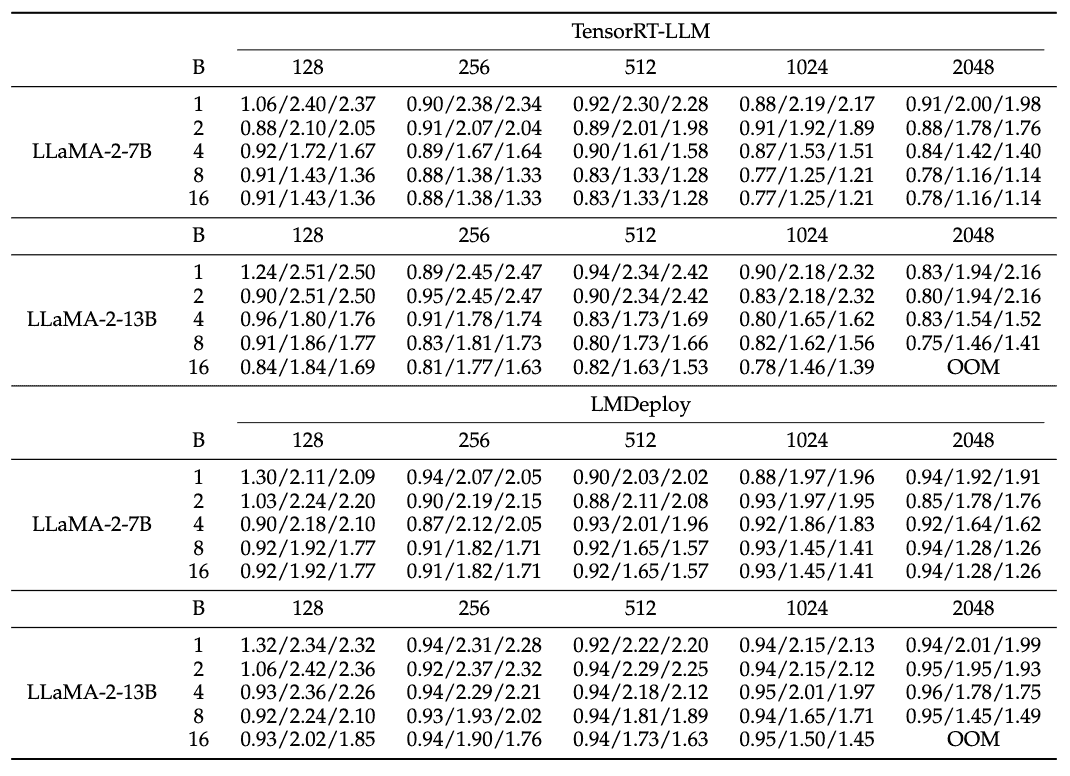 TensorRT-LLM
B 128 256 512 1024 2048
1 1.06/2.40/2.37 0.90/2.38/2.34 0.92/2.30/2.28 0.88/2.19/2.17 0.91/2.00/1.98
2 0.88/2.10/2.05 0.91/2.07/2.04 0.89/2.01/1.98 0.91/1.92/1.89 0.88/1.78/1.76
LLaMA-2-7B 4 0.92/1.72/1.67 0.89/1.67/1.64 0.90/1.61/1.58 0.87/1.53/1.51 0.84/1.42/1.40
8 0.91/1.43/1.36 0.88/1.38/1.33 0.83/1.33/1.28 0.77/1.25/1.21 0.78/1.16/1.14
16 0.91/1.43/1.36 0.88/1.38/1.33 0.83/1.33/1.28 0.77/1.25/1.21 0.78/1.16/1.14
B 128 256 512 1024 2048
1 1.24/2.51/2.50 0.89/2.45/2.47 0.94/2.34/2.42 0.90/2.18/2.32 0.83/1.94/2.16
2 0.90/2.51/2.50 0.95/2.45/2.47 0.90/2.34/2.42 0.83/2.18/2.32 0.80/1.94/2.16
LLaMA-2-13B 4 0.96/1.80/1.76 0.91/1.78/1.74 0.83/1.73/1.69 0.80/1.65/1.62 0.83/1.54/1.52
8 0.91/1.86/1.77 0.83/1.81/1.73 0.80/1.73/1.66 0.82/1.62/1.56 0.75/1.46/1.41
16 0.84/1.84/1.69 0.81/1.77/1.63 0.82/1.63/1.53 0.78/1.46/1.39 OOM
LMDeploy
B 128 256 512 1024 2048
1 1.30/2.11/2.09 0.94/2.07/2.05 0.90/2.03/2.02 0.88/1.97/1.96 0.94/1.92/1.91
2 1.03/2.24/2.20 0.90/2.19/2.15 0.88/2.11/2.08 0.93/1.97/1.95 0.85/1.78/1.76
LLaMA-2-7B 4 0.90/2.18/2.10 0.87/2.12/2.05 0.93/2.01/1.96 0.92/1.86/1.83 0.92/1.64/1.62
8 0.92/1.92/1.77 0.91/1.82/1.71 0.92/1.65/1.57 0.93/1.45/1.41 0.94/1.28/1.26
16 0.92/1.92/1.77 0.91/1.82/1.71 0.92/1.65/1.57 0.93/1.45/1.41 0.94/1.28/1.26
B 128 256 512 1024 2048
1 1.32/2.34/2.32 0.94/2.31/2.28 0.92/2.22/2.20 0.94/2.15/2.13 0.94/2.01/1.99
2 1.06/2.42/2.36 0.92/2.37/2.32 0.94/2.29/2.25 0.94/2.15/2.12 0.95/1.95/1.93
LLaMA-2-13B 4 0.93/2.36/2.26 0.94/2.29/2.21 0.94/2.18/2.12 0.95/2.01/1.97 0.96/1.78/1.75
8 0.92/2.24/2.10 0.93/1.93/2.02 0.94/1.81/1.89 0.94/1.65/1.71 0.95/1.45/1.49
16 0.93/2.02/1.85 0.94/1.90/1.76 0.94/1.73/1.63 0.95/1.50/1.45 OOM